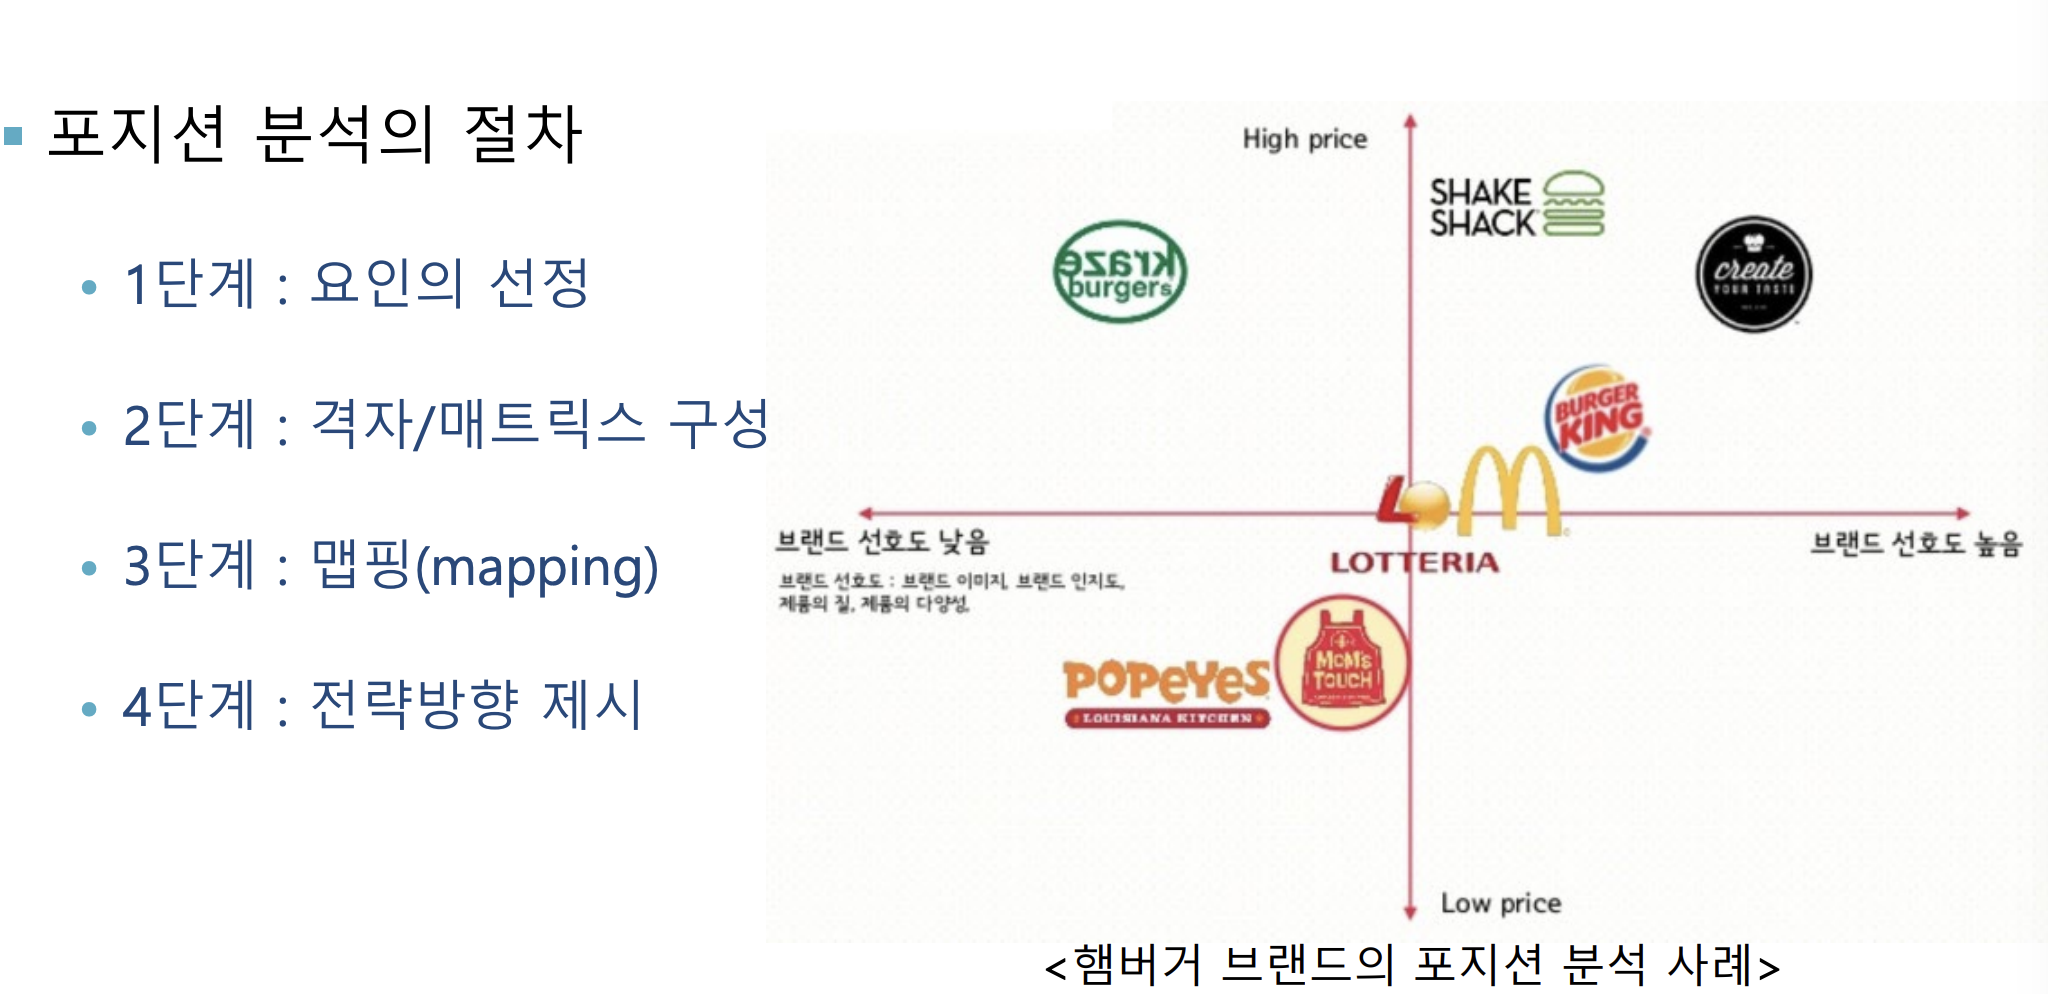 포지션 분석의 절차
1단계 : 요인의 선정
2단계 : 격자/매트릭스 구성
3단계 : 맵핑(mapping)
4단계 : 전략방향 제시
High price
SHAKE
SHACK
kraze
burgers
create
YOUR TASTE
BURGER
KING
LOTTERIA
브랜드 선호도 낮음
브랜드 선호도 높음
브랜드 선호도 : 브랜드 이미지, 브랜드 인지도,
제품의 질, 제품의 다양성,
POPEYES
LOUISIANA KITCHEN
MOM'S
TOUCH
Low price
<햄버거 브랜드의 포지션 분석 사례>